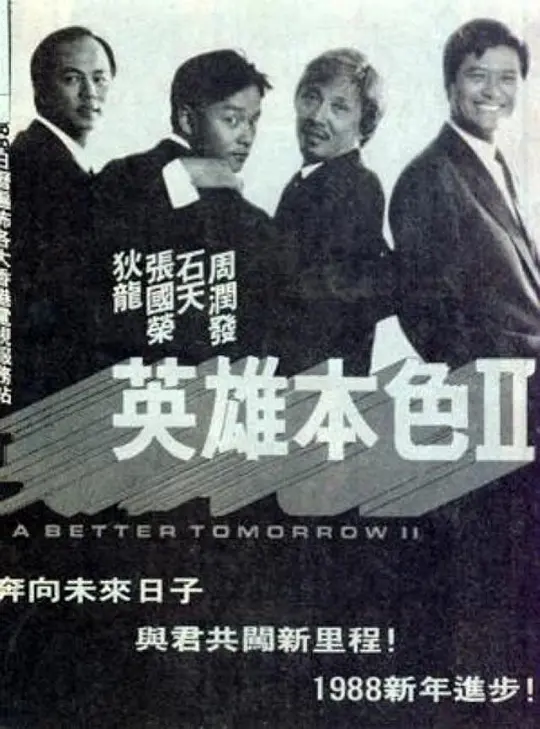 周潤發
石天
張國榮
狄龍
英雄本色II
A BETTER TOMORROW II
奔向未來日子
與君共闖新里程!
1988新年進步!